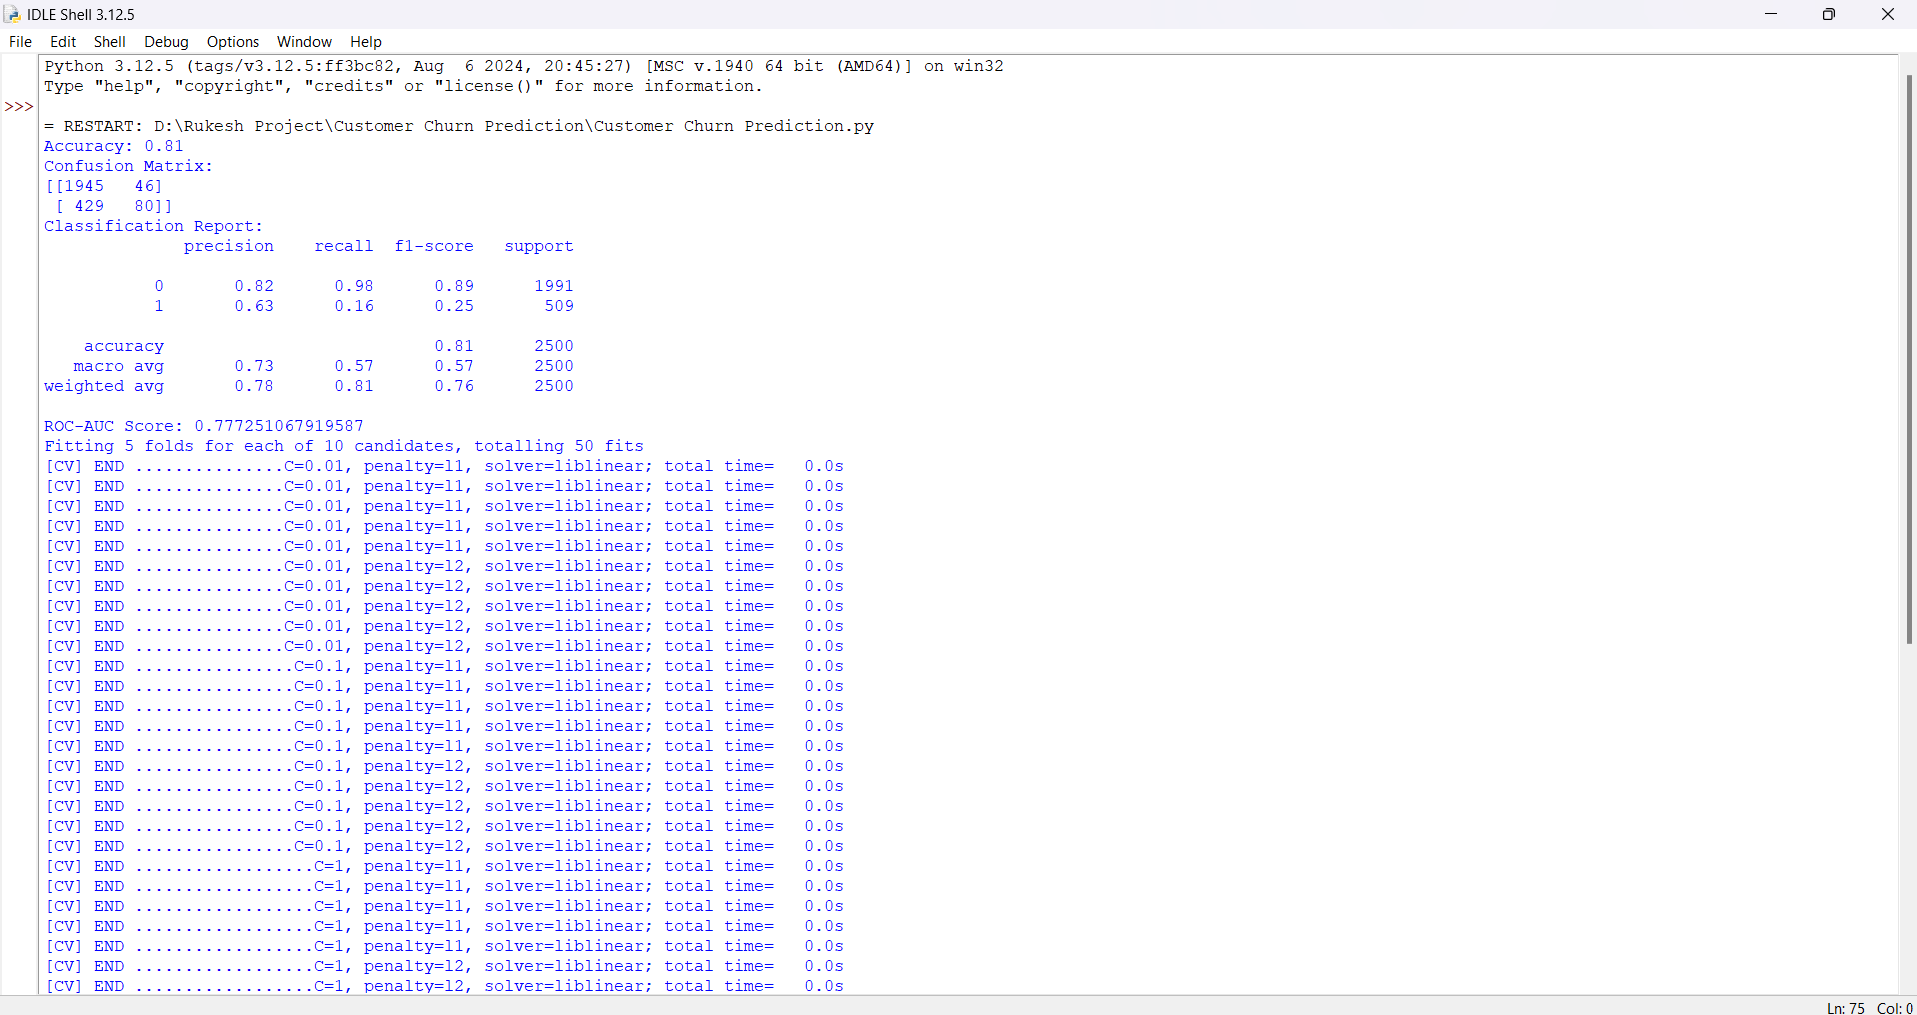 IDLE Shell 3.12.5
File Edit Shell Debug Options Window Help
Python 3.12.5 (tags/v3.12.5:ff3bc82, Aug  6 2024, 20:45:27) [MSC v.1940 64 bit (AMD64)] on win32
Type "help", "copyright", "credits" or "license()" for more information.
>>>
= RESTART: D:\Rukesh Project\Customer Churn Prediction\Customer Churn Prediction.py
Accuracy: 0.81
Confusion Matrix:
[[1945   46]
 [ 429   80]]
Classification Report:
              precision    recall  f1-score   support
           0       0.82      0.98      0.89      1991
           1       0.63      0.16      0.25       509
    accuracy                           0.81      2500
   macro avg       0.73      0.57      0.57      2500
weighted avg       0.78      0.81      0.76      2500
ROC-AUC Score: 0.777251067919587
Fitting 5 folds for each of 10 candidates, totalling 50 fits
[CV] END ...............C=0.01, penalty=l1, solver=liblinear; total time=   0.0s
[CV] END ...............C=0.01, penalty=l1, solver=liblinear; total time=   0.0s
[CV] END ...............C=0.01, penalty=l1, solver=liblinear; total time=   0.0s
[CV] END ...............C=0.01, penalty=l1, solver=liblinear; total time=   0.0s
[CV] END ...............C=0.01, penalty=l1, solver=liblinear; total time=   0.0s
[CV] END ...............C=0.01, penalty=l2, solver=liblinear; total time=   0.0s
[CV] END ...............C=0.01, penalty=l2, solver=liblinear; total time=   0.0s
[CV] END ...............C=0.01, penalty=l2, solver=liblinear; total time=   0.0s
[CV] END ...............C=0.01, penalty=l2, solver=liblinear; total time=   0.0s
[CV] END ...............C=0.01, penalty=l2, solver=liblinear; total time=   0.0s
[CV] END ................C=0.1, penalty=l1, solver=liblinear; total time=   0.0s
[CV] END ................C=0.1, penalty=l1, solver=liblinear; total time=   0.0s
[CV] END ................C=0.1, penalty=l1, solver=liblinear; total time=   0.0s
[CV] END ................C=0.1, penalty=l1, solver=liblinear; total time=   0.0s
[CV] END ................C=0.1, penalty=l1, solver=liblinear; total time=   0.0s
[CV] END ................C=0.1, penalty=l2, solver=liblinear; total time=   0.0s
[CV] END ................C=0.1, penalty=l2, solver=liblinear; total time=   0.0s
[CV] END ................C=0.1, penalty=l2, solver=liblinear; total time=   0.0s
[CV] END ................C=0.1, penalty=l2, solver=liblinear; total time=   0.0s
[CV] END ................C=0.1, penalty=l2, solver=liblinear; total time=   0.0s
[CV] END ..................C=1, penalty=l1, solver=liblinear; total time=   0.0s
[CV] END ..................C=1, penalty=l1, solver=liblinear; total time=   0.0s
[CV] END ..................C=1, penalty=l1, solver=liblinear; total time=   0.0s
[CV] END ..................C=1, penalty=l1, solver=liblinear; total time=   0.0s
[CV] END ..................C=1, penalty=l1, solver=liblinear; total time=   0.0s
[CV] END ..................C=1, penalty=l2, solver=liblinear; total time=   0.0s
[CV] END ..................C=1, penalty=l2, solver=liblinear; total time=   0.0s
Ln: 75 Col: 0